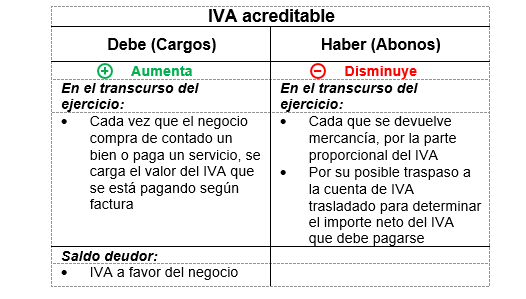 IVA acreditable
Debe (Cargos)
Haber (Abonos)
+ Aumenta
− Disminuye
En el transcurso del
ejercicio:
• Cada vez que el negocio
compra de contado un
bien o paga un servicio, se
carga el valor del IVA que
se está pagando según
factura
En el transcurso del
ejercicio:
• Cada que se devuelve
mercancía, por la parte
proporcional del IVA
• Por su posible traspaso a
la cuenta de IVA
trasladado para determinar
el importe neto del IVA
que debe pagarse
Saldo deudor:
• IVA a favor del negocio